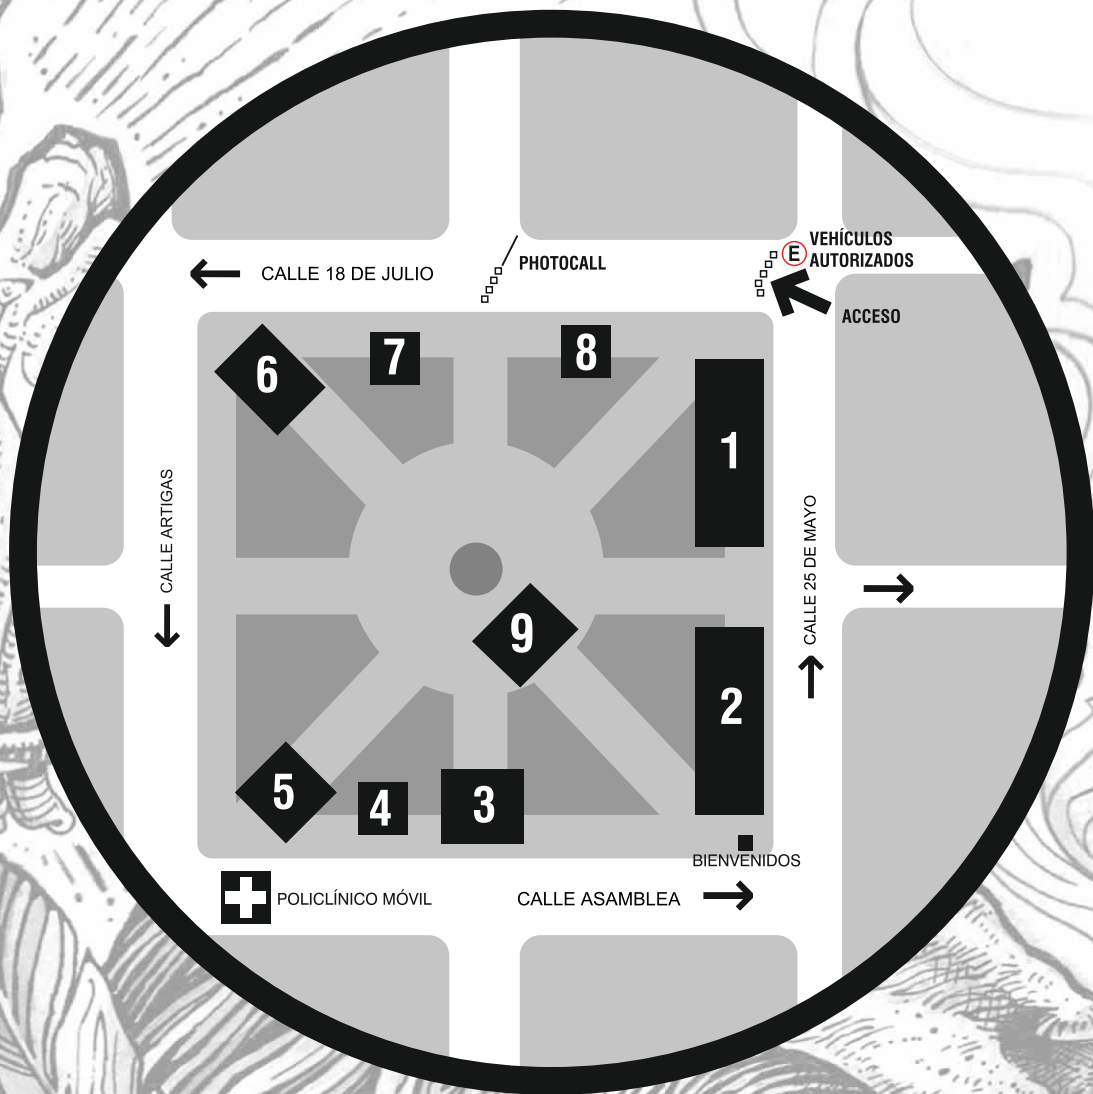 VEHÍCULOS
AUTORIZADOS
E
PHOTOCALL
CALLE 18 DE JULIO
ACCESO
6
7
8
1
CALLE ARTIGAS
CALLE 25 DE MAYO
9
2
5
4
3
BIENVENIDOS
POLICLÍNICO MÓVIL
CALLE ASAMBLEA